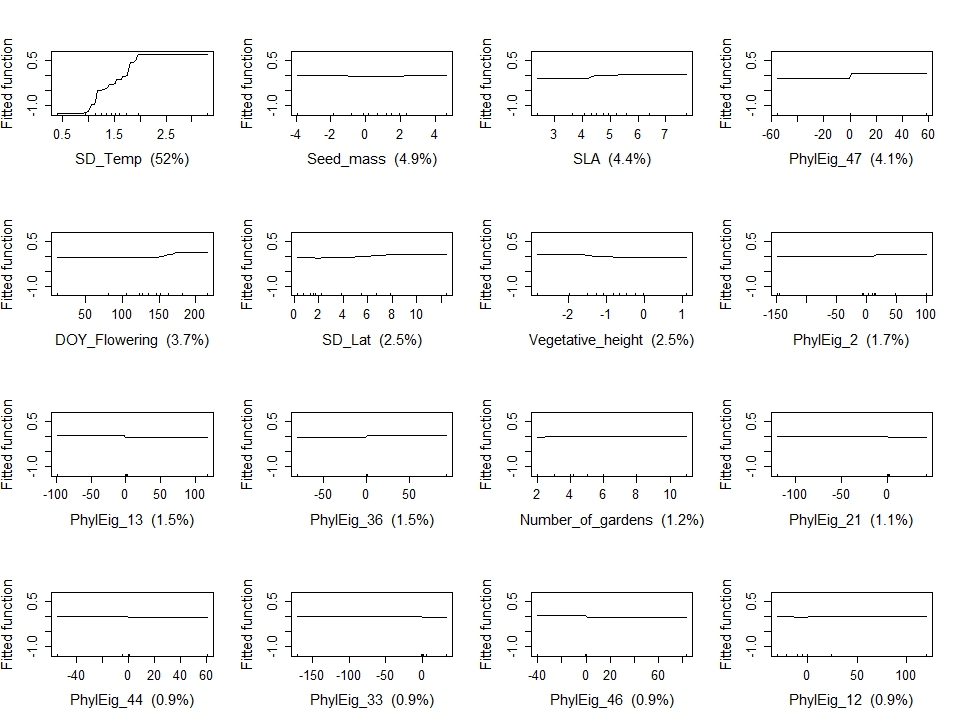 Fitted function
0.5
-1.0
0.5 1.5 2.5
SD_Temp (52%)
Fitted function
0.5
-1.0
-4 -2 0 2 4
Seed_mass (4.9%)
Fitted function
0.5
-1.0
3 4 5 6 7
SLA (4.4%)
Fitted function
0.5
-1.0
-60 -20 0 20 40 60
PhylEig_47 (4.1%)
Fitted function
0.5
-1.0
50 100 150 200
DOY_Flowering (3.7%)
Fitted function
0.5
-1.0
0 2 4 6 8 10
SD_Lat (2.5%)
Fitted function
0.5
-1.0
-2 -1 0 1
Vegetative_height (2.5%)
Fitted function
0.5
-1.0
-150 -50 0 50 100
PhylEig_2 (1.7%)
Fitted function
0.5
-1.0
-100 -50 0 50 100
PhylEig_13 (1.5%)
Fitted function
0.5
-1.0
-50 0 50
PhylEig_36 (1.5%)
Fitted function
0.5
-1.0
2 4 6 8 10
Number_of_gardens (1.2%)
Fitted function
0.5
-1.0
-100 -50 0
PhylEig_21 (1.1%)
Fitted function
0.5
-1.0
-40 0 20 40 60
PhylEig_44 (0.9%)
Fitted function
0.5
-1.0
-150 -100 -50 0
PhylEig_33 (0.9%)
Fitted function
0.5
-1.0
-40 0 20 60
PhylEig_46 (0.9%)
Fitted function
0.5
-1.0
0 50 100
PhylEig_12 (0.9%)